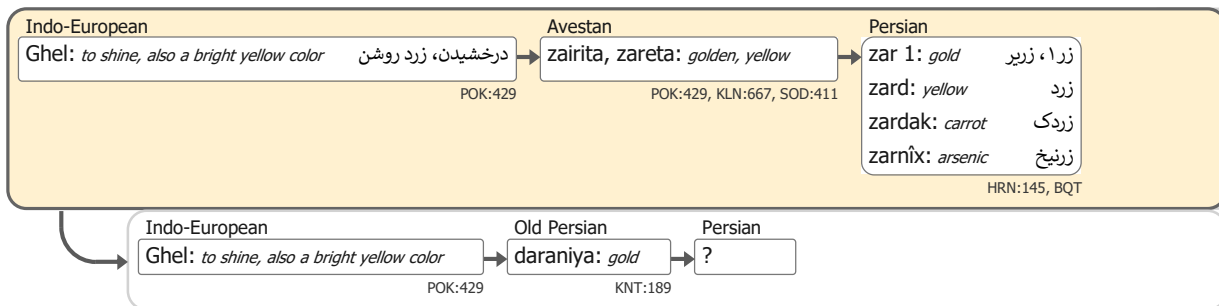 Indo-European Avestan Persian
Ghel: to shine, also a bright yellow color درخشیدن، زرد روشن zairita, zareta: golden, yellow zar 1: gold زر ۱، زریر
zard: yellow زرد
POK:429 POK:429, KLN:667, SOD:411
zardak: carrot زردک
zarnîx: arsenic زرنیخ
HRN:145, BQT
Indo-European Old Persian Persian
Ghel: to shine, also a bright yellow color daraniya: gold ?
POK:429 KNT:189